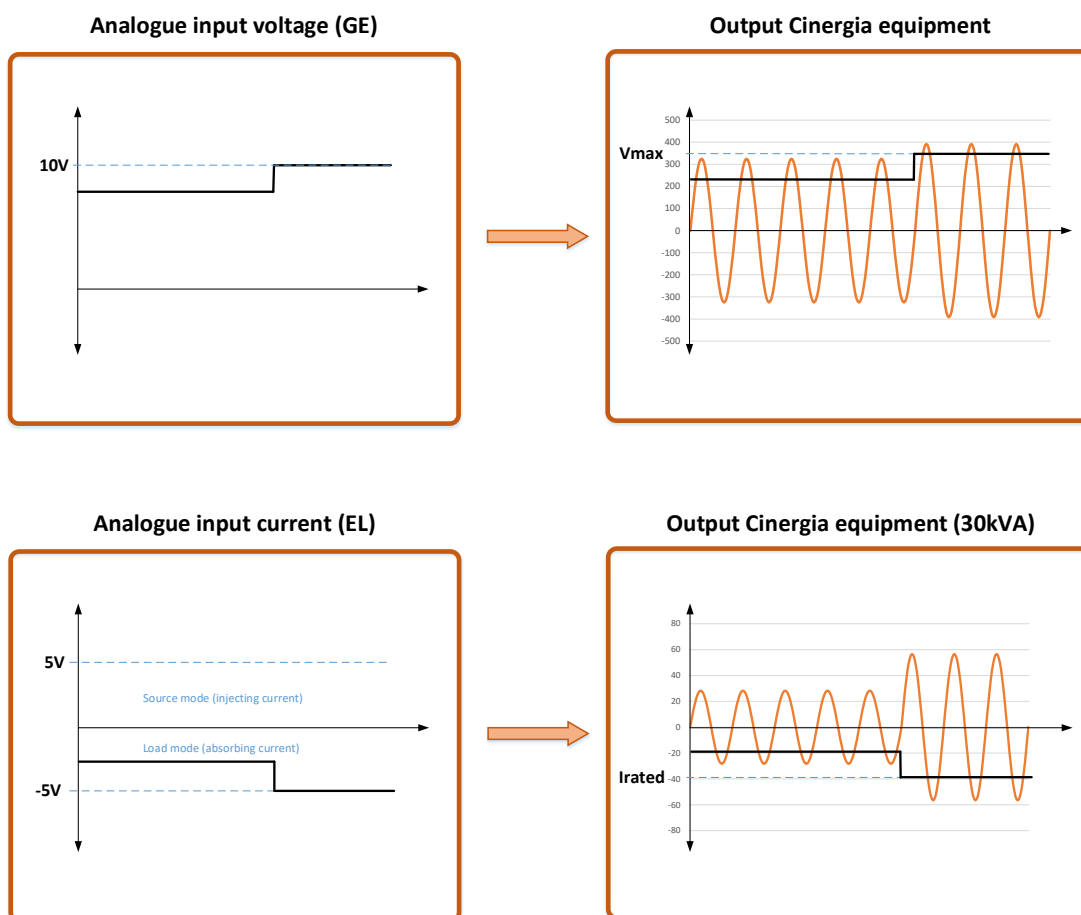 Analogue input voltage (GE)
10V
Output Cinergia equipment
Vmax
500
400
300
200
100
0
-100
-200
-300
-400
-500
Analogue input current (EL)
5V
Source mode (injecting current)
Load mode (absorbing current)
-5V
Output Cinergia equipment (30kVA)
Irated
80
60
40
20
0
-20
-40
-60
-80